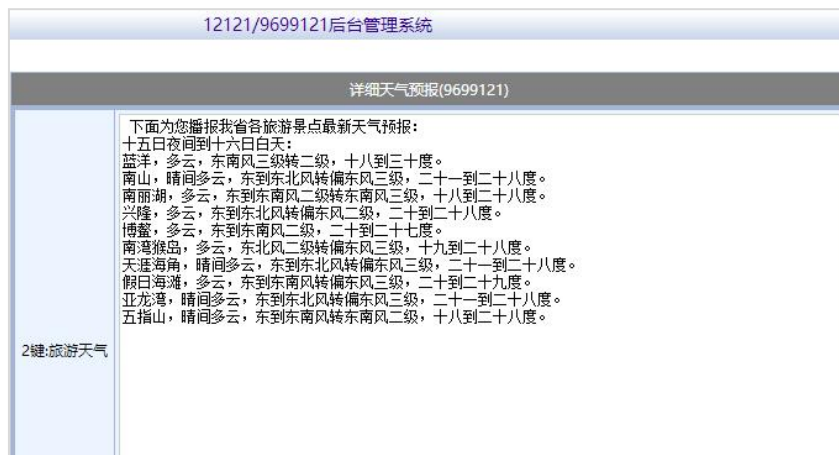 12121/9699121后台管理系统
详细天气预报(9699121)
下面为您播报我省各旅游景点最新天气预报：
十五日夜间到十六日白天：
蓝洋，多云，东南风三级转二级，十八到三十度。
南山，晴间多云，东到东北风转偏东风三级，二十一到二十八度。
南丽湖，多云，东到东南风二级转东南风三级，十八到二十八度。
兴隆，多云，东到东北风转偏东风二级，二十到二十八度。
博鳌，多云，东到东南风二级，二十到二十七度。
南湾猴岛，多云，东北风二级转偏东风三级，十九到二十八度。
天涯海角，晴间多云，东到东北风转偏东风三级，二十一到二十八度。
假日海滩，多云，东到东南风转偏东风三级，二十到二十九度。
亚龙湾，晴间多云，东到东北风转偏东风三级，二十一到二十八度。
五指山，晴间多云，东到东南风转东南风二级，十八到二十八度。
2键:旅游天气